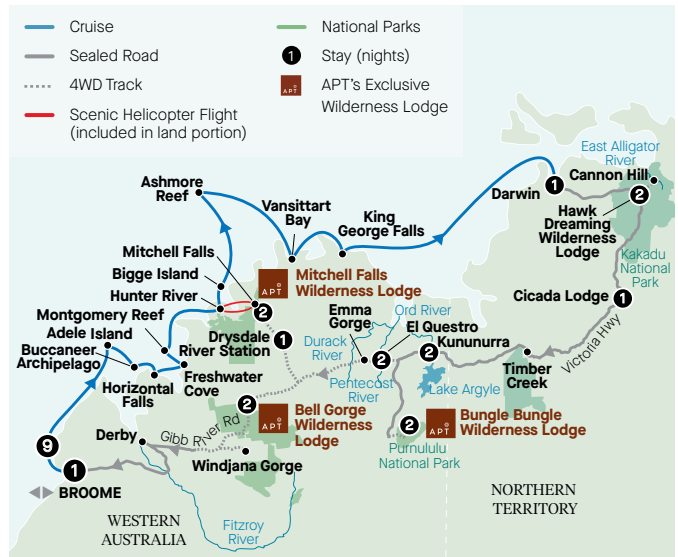 Cruise
Sealed Road
4WD Track
Scenic Helicopter Flight
(included in land portion)
National Parks
1
Stay (nights)
APT
APT's Exclusive
Wilderness Lodge
East Alligator
River
Cannon Hill
Ashmore
Reef
Vansittart
Bay
King
George Falls
Darwin
1
2
Hawk
Dreaming
Wilderness
Lodge
Kakadu
National
Park
Mitchell Falls
Bigge Island
Hunter River
APT
Mitchell Falls
Wilderness Lodge
2
Montgomery Reef
Adele Island
Buccaneer
Archipelago
Horizontal
Falls
Freshwater
Cove
Drysdale
River Station
1
Emma
Gorge
Durack
River
Ord River
El Questro
2
Kununurra
2
Pentecost
River
Lake Argyle
Cicada Lodge
1
Victoria Hwy
Timber
Creek
2
APT
Bell Gorge
Wilderness
Lodge
2
APT
Bungle Bungle
Wilderness Lodge
Purnululu
National Park
Gibb River Rd
Derby
Windjana Gorge
9
1
BROOME
Fitzroy
River
WESTERN
AUSTRALIA
NORTHERN
TERRITORY